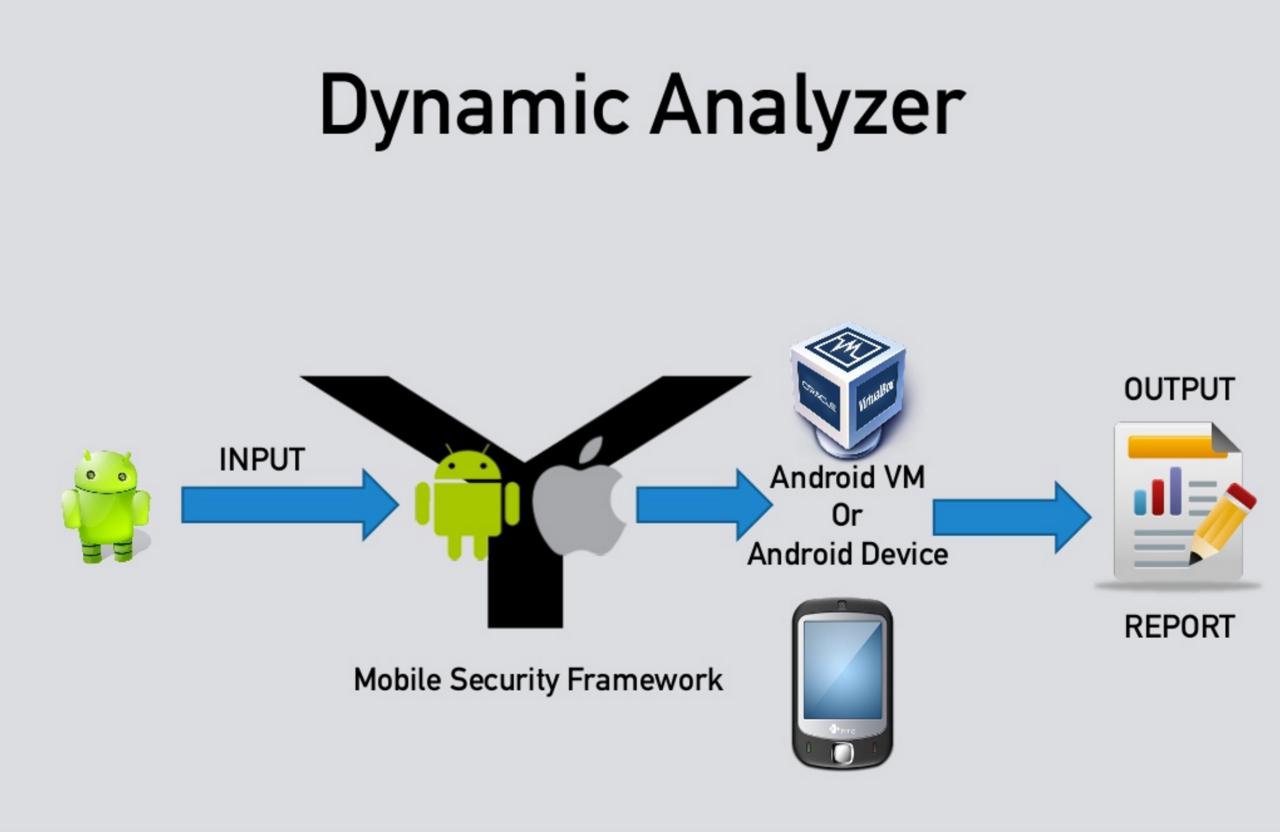 Dynamic Analyzer
INPUT
Mobile Security Framework
ORACLE
VirtualBox
Android VM
Or
Android Device
hTC
OUTPUT
REPORT